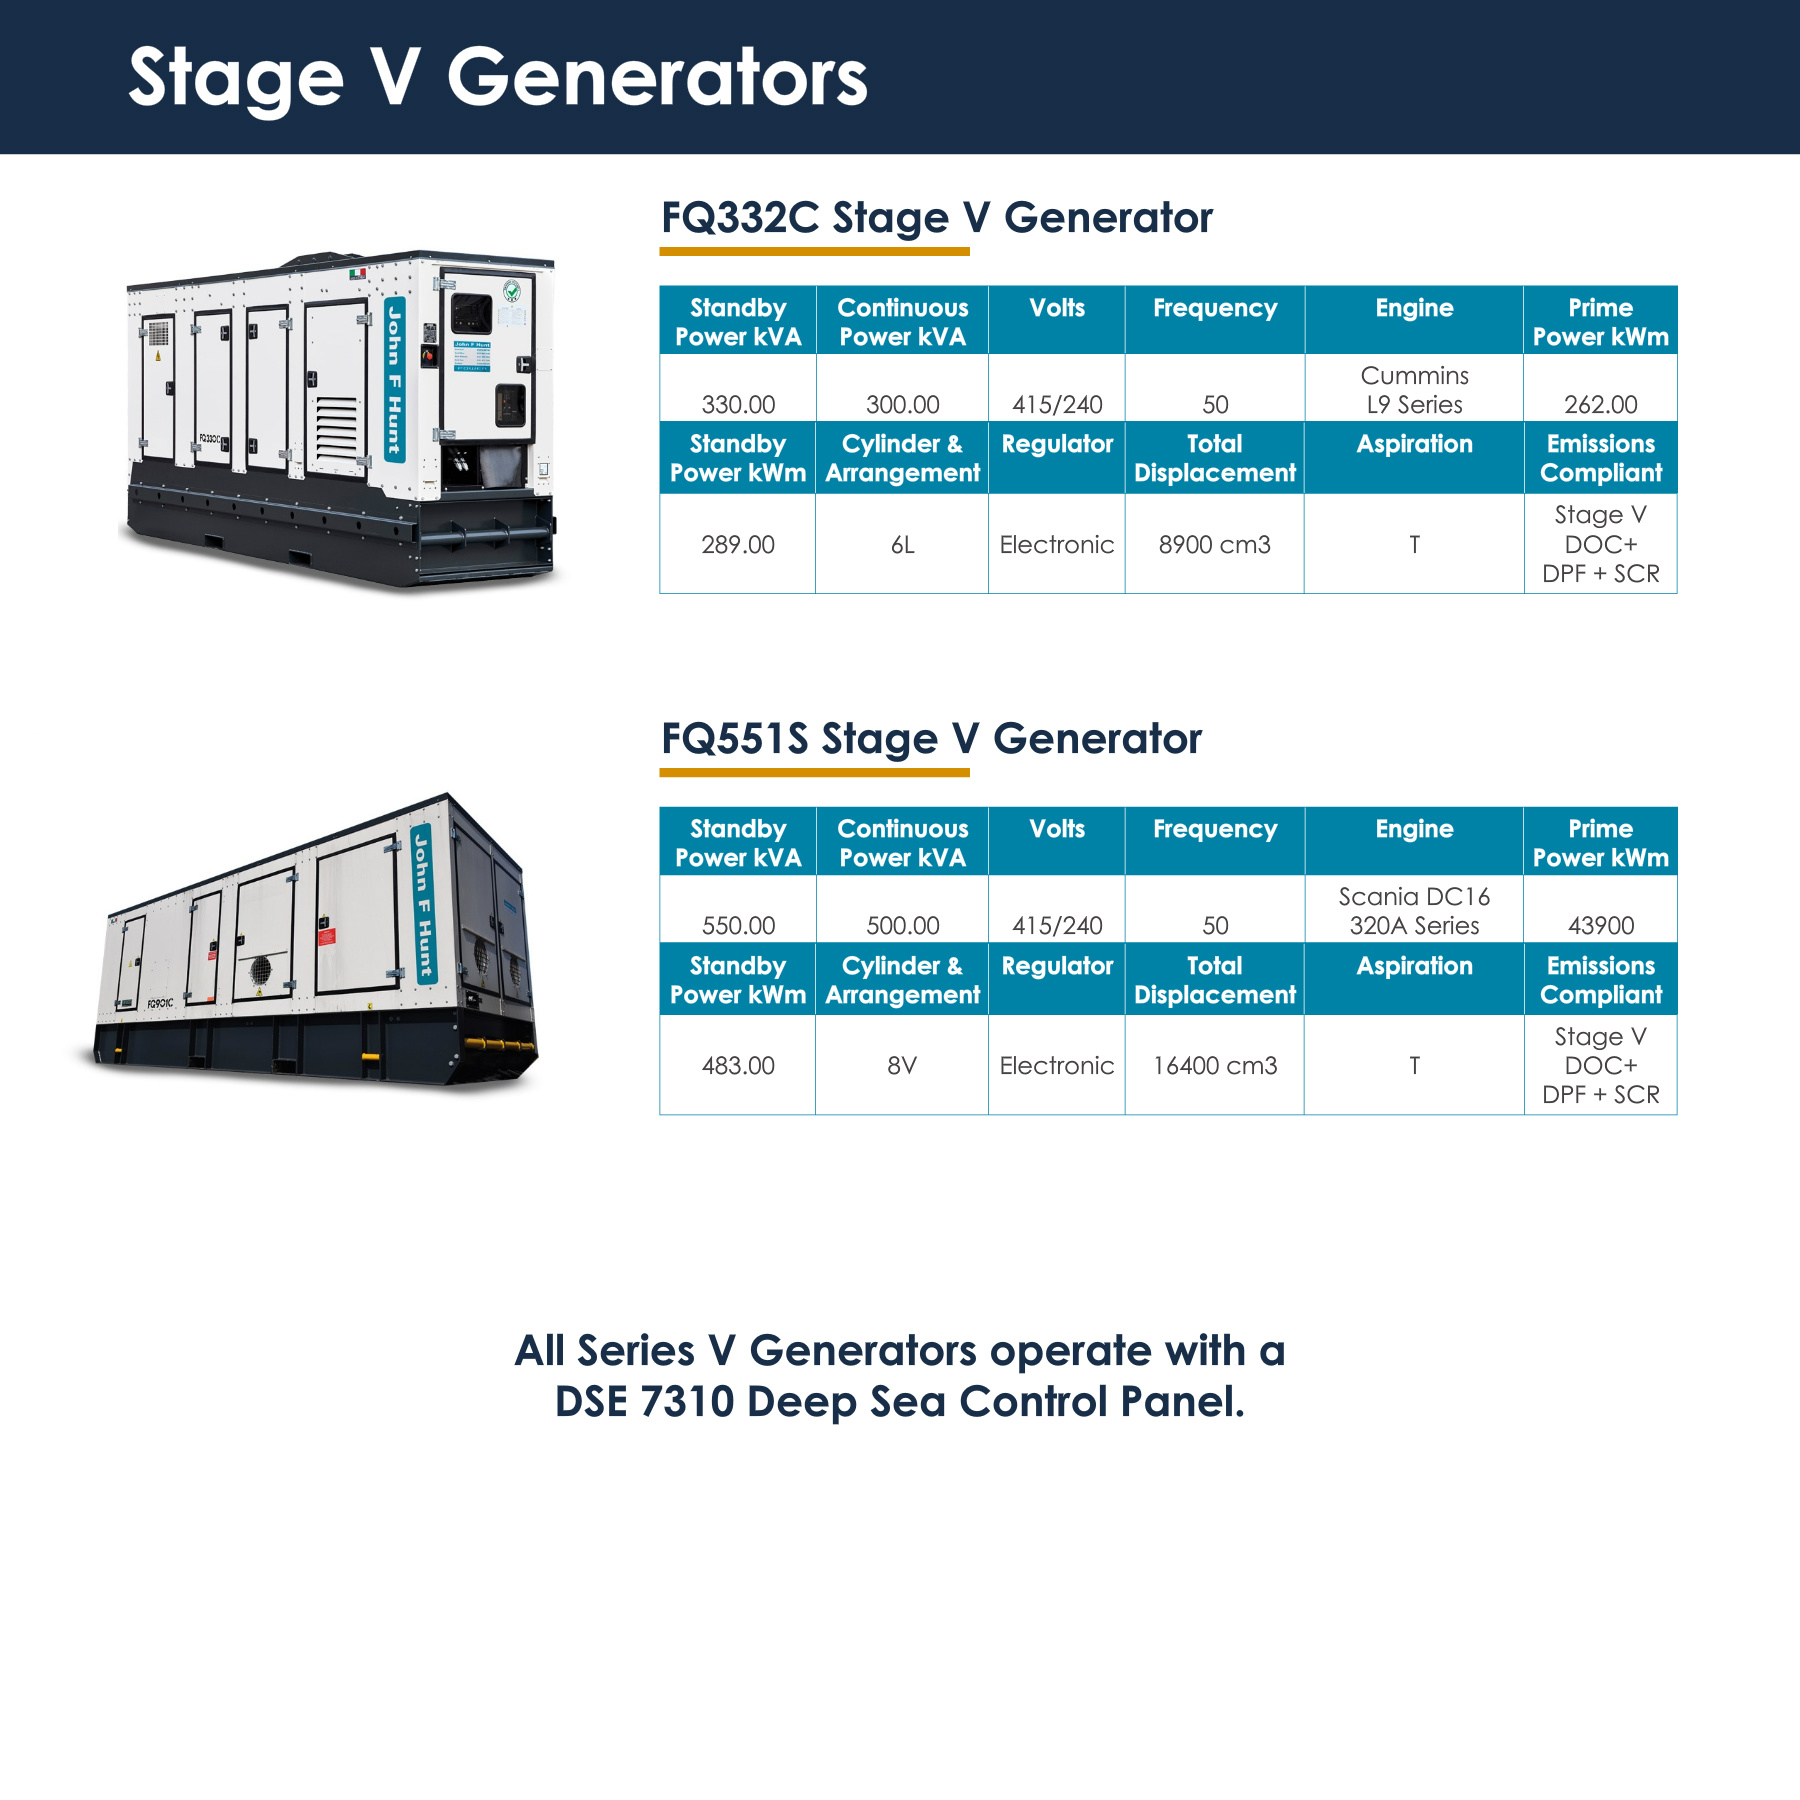 Stage V Generators
FQ332C Stage V Generator
Standby Power kVA Continuous Power kVA Volts Frequency Engine Prime Power kWm
330.00 300.00 415/240 50 Cummins L9 Series 262.00
Standby Power kWm Cylinder & Arrangement Regulator Total Displacement Aspiration Emissions Compliant
289.00 6L Electronic 8900 cm3 T Stage V DOC+ DPF + SCR
John F Hunt
John F Hunt
FQ330C
FQ551S Stage V Generator
Standby Power kVA Continuous Power kVA Volts Frequency Engine Prime Power kWm
550.00 500.00 415/240 50 Scania DC16 320A Series 43900
Standby Power kWm Cylinder & Arrangement Regulator Total Displacement Aspiration Emissions Compliant
483.00 8V Electronic 16400 cm3 T Stage V DOC+ DPF + SCR
John F Hunt
FQ901C
All Series V Generators operate with a
DSE 7310 Deep Sea Control Panel.